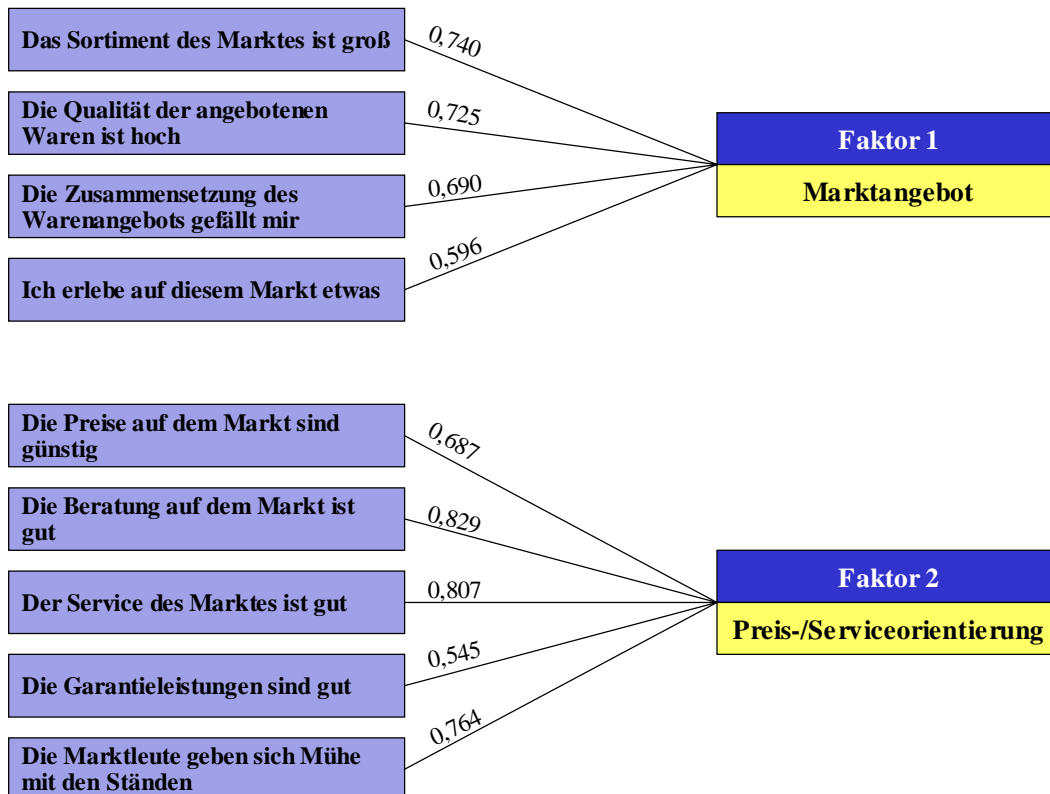 Das Sortiment des Marktes ist groß
0,740
Die Qualität der angebotenen
Waren ist hoch
0,725
Die Zusammensetzung des
Warenangebots gefällt mir
0,690
Ich erlebe auf diesem Markt etwas
0,596
Faktor 1
Marktangebot
Die Preise auf dem Markt sind
günstig
0,687
Die Beratung auf dem Markt ist
gut
0,829
Der Service des Marktes ist gut
0,807
Die Garantieleistungen sind gut
0,545
Die Marktleute geben sich Mühe
mit den Ständen
0,764
Faktor 2
Preis-/Serviceorientierung